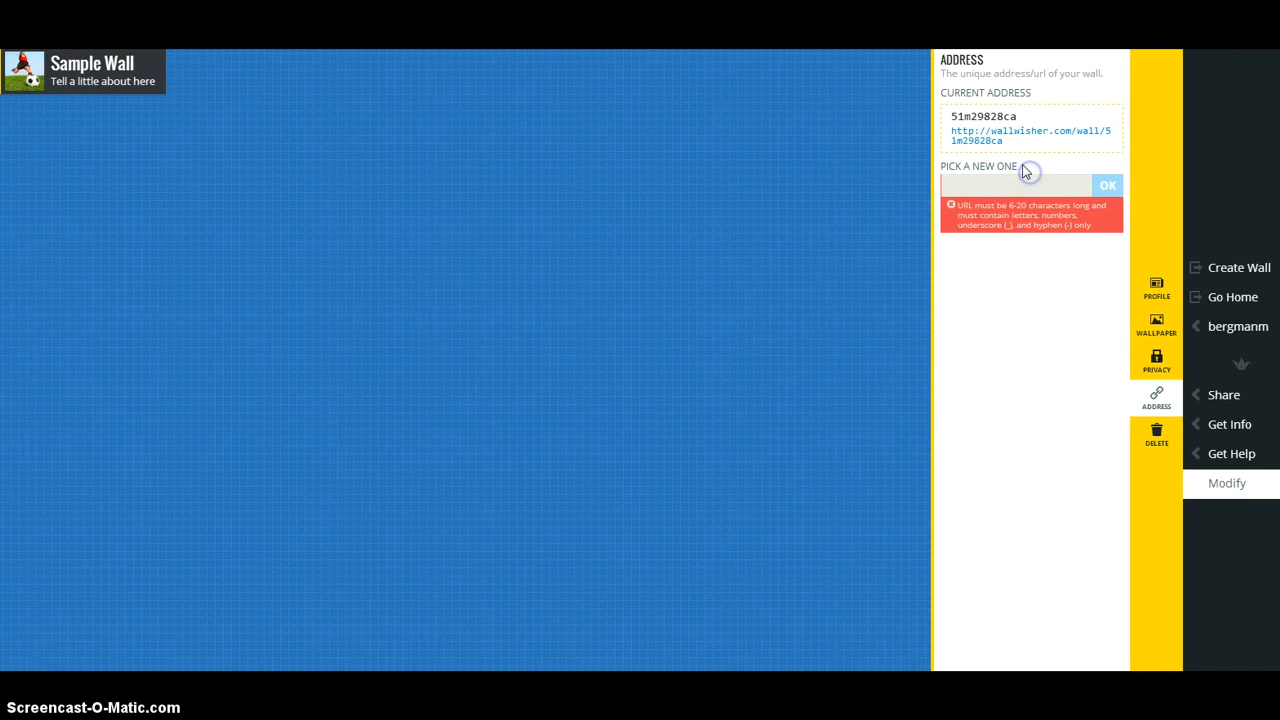 Sample Wall
Tell a little about here
ADDRESS
The unique address/url of your wall.
CURRENT ADDRESS
51m29828ca
http://wallwisher.com/wall/5
1m29828ca
PICK A NEW ONE
OK
URL must be 6-20 characters long and
must contain letters, numbers,
underscore (_), and hyphen (-) only
PROFILE
WALLPAPER
PRIVACY
ADDRESS
DELETE
Create Wall
Go Home
bergmanm
Share
Get Info
Get Help
Modify
Screencast-O-Matic.com